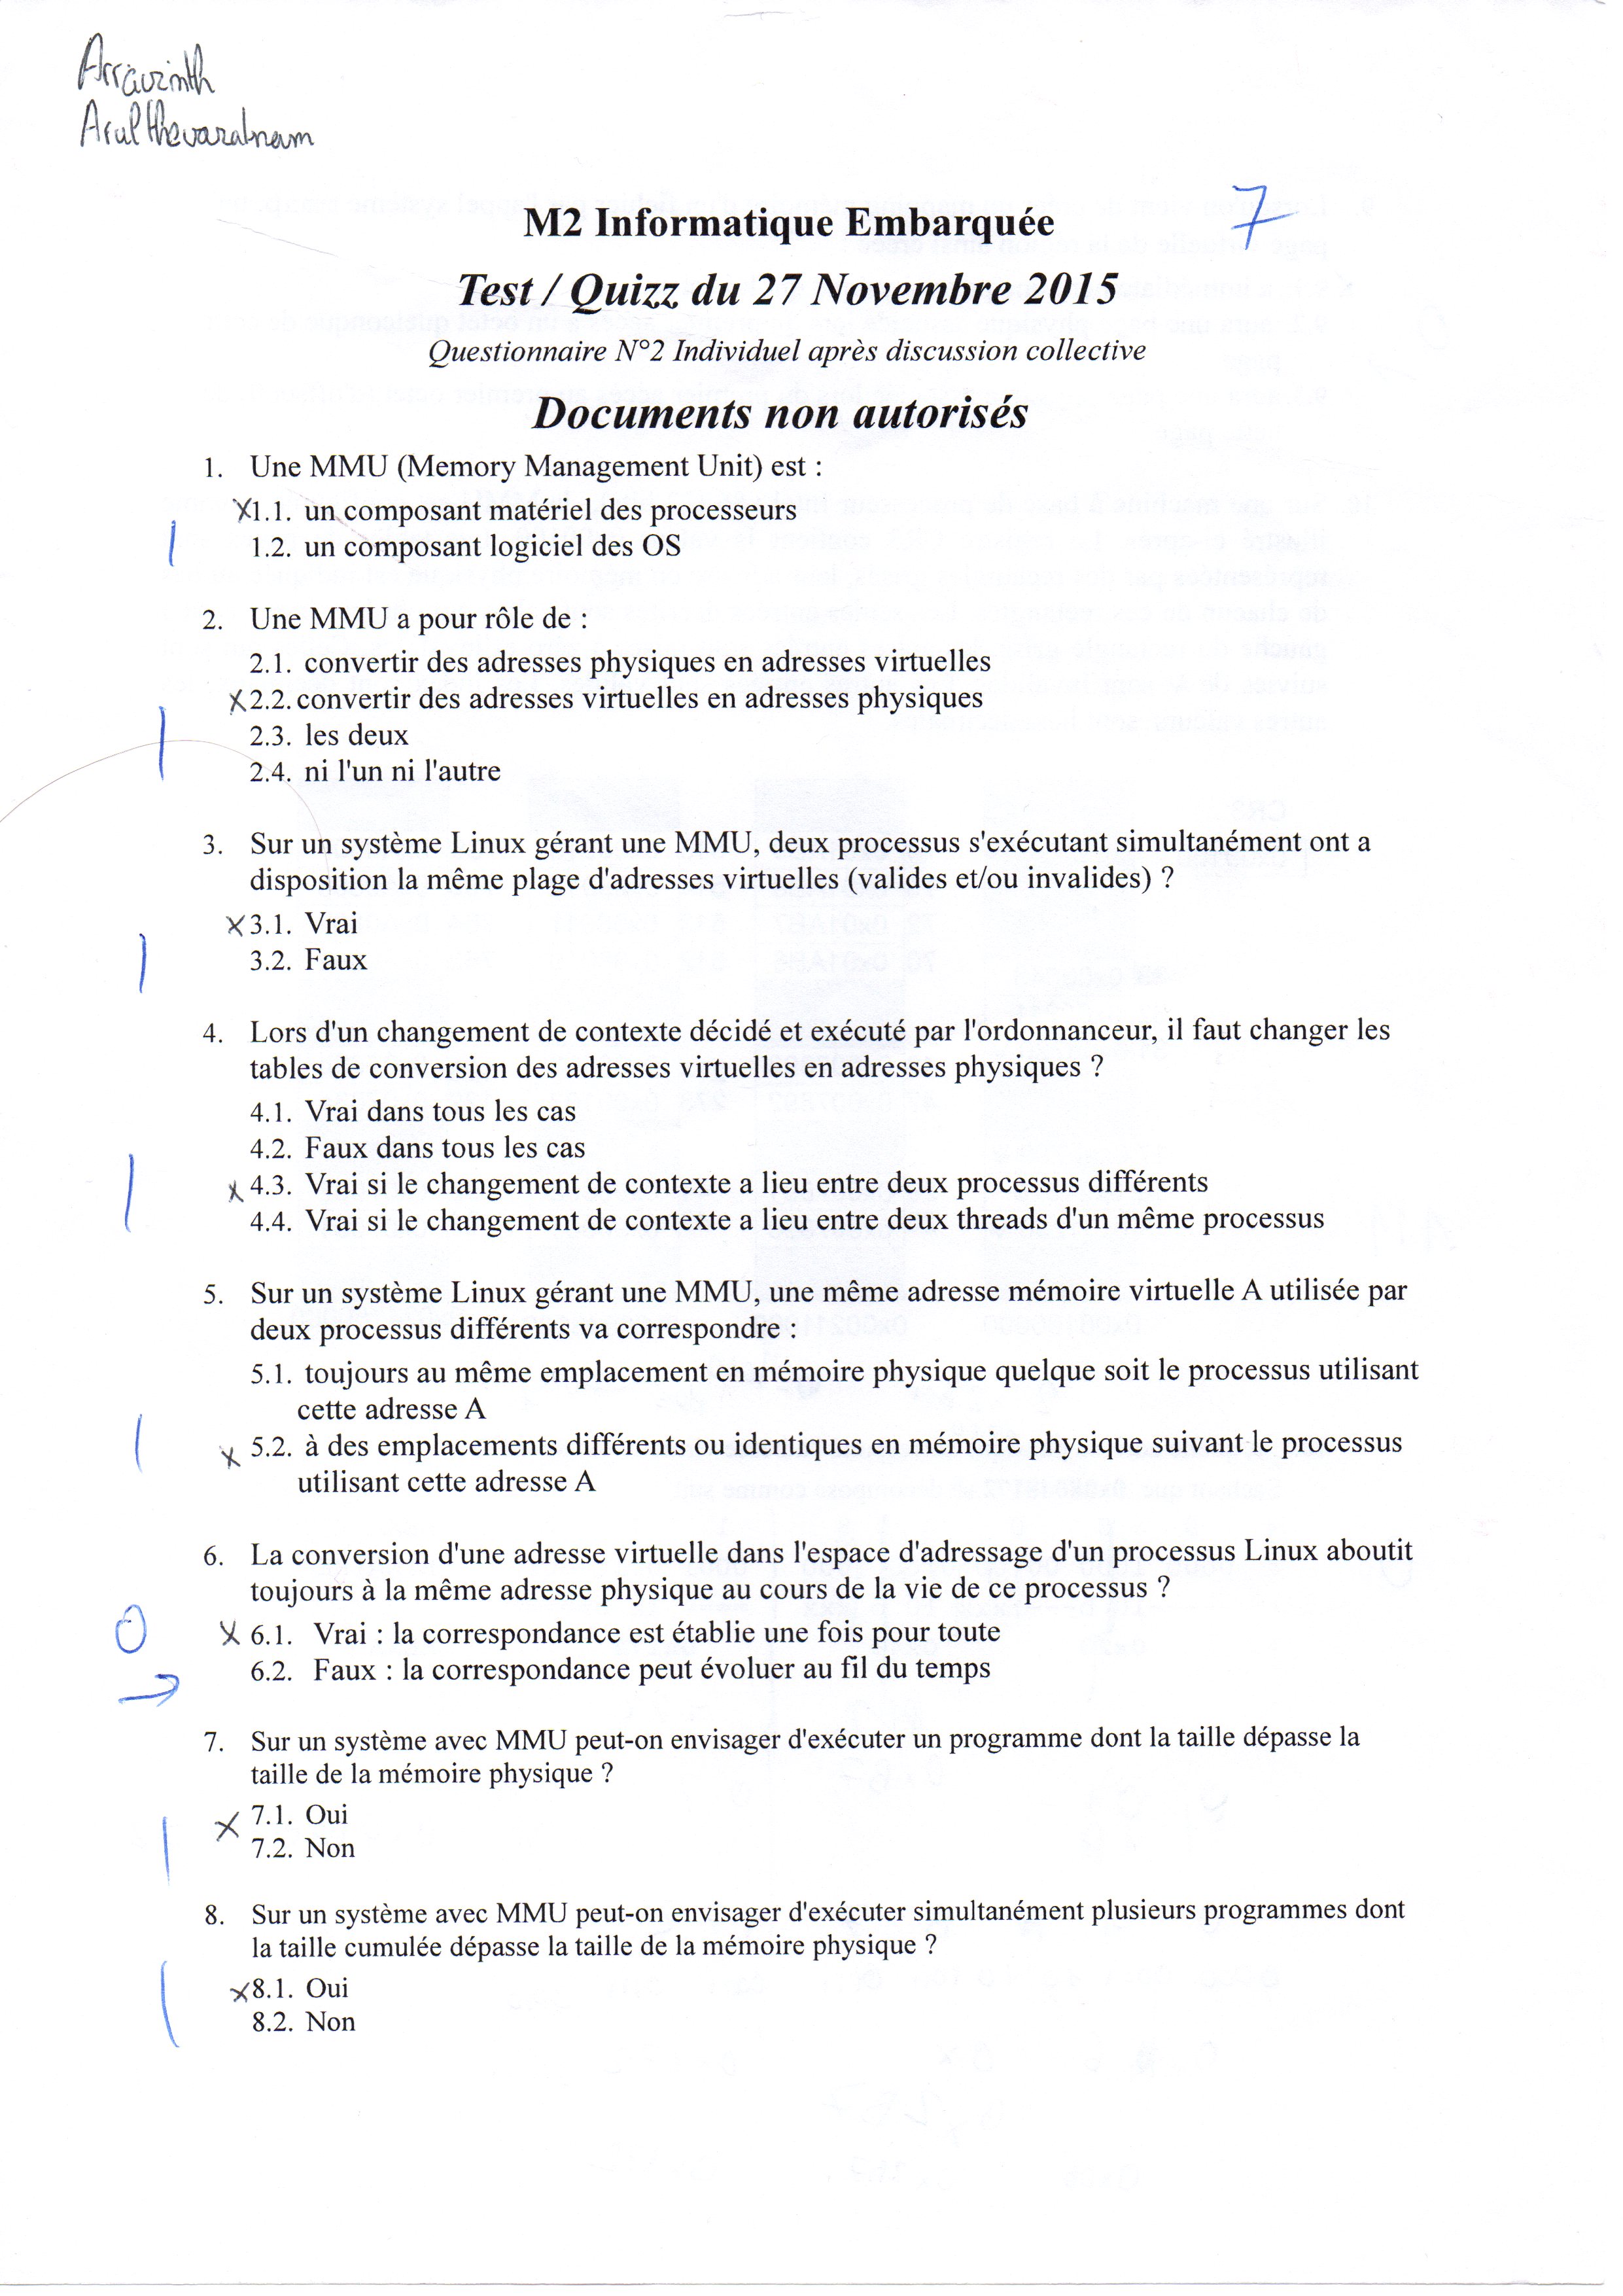 Arravinth
Arulthevaratnam
7
M2 Informatique Embarquée
Test / Quizz du 27 Novembre 2015
Questionnaire N°2 Individuel après discussion collective
Documents non autorisés
1. Une MMU (Memory Management Unit) est :
X1.1. un composant matériel des processeurs
1.2. un composant logiciel des OS
1
2. Une MMU a pour rôle de :
2.1. convertir des adresses physiques en adresses virtuelles
X 2.2. convertir des adresses virtuelles en adresses physiques
2.3. les deux
1
2.4. ni l'un ni l'autre
3. Sur un système Linux gérant une MMU, deux processus s'exécutant simultanément ont a
disposition la même plage d'adresses virtuelles (valides et/ou invalides) ?
X 3.1. Vrai
1 3.2. Faux
4. Lors d'un changement de contexte décidé et exécuté par l'ordonnanceur, il faut changer les
tables de conversion des adresses virtuelles en adresses physiques ?
4.1. Vrai dans tous les cas
4.2. Faux dans tous les cas
1 X 4.3. Vrai si le changement de contexte a lieu entre deux processus différents
4.4. Vrai si le changement de contexte a lieu entre deux threads d'un même processus
5. Sur un système Linux gérant une MMU, une même adresse mémoire virtuelle A utilisée par
deux processus différents va correspondre :
5.1. toujours au même emplacement en mémoire physique quelque soit le processus utilisant
cette adresse A
1 X 5.2. à des emplacements différents ou identiques en mémoire physique suivant le processus
utilisant cette adresse A
6. La conversion d'une adresse virtuelle dans l'espace d'adressage d'un processus Linux aboutit
toujours à la même adresse physique au cours de la vie de ce processus ?
0 X 6.1. Vrai : la correspondance est établie une fois pour toute
→ 6.2. Faux : la correspondance peut évoluer au fil du temps
7. Sur un système avec MMU peut-on envisager d'exécuter un programme dont la taille dépasse la
taille de la mémoire physique ?
X 7.1. Oui
1 7.2. Non
8. Sur un système avec MMU peut-on envisager d'exécuter simultanément plusieurs programmes dont
la taille cumulée dépasse la taille de la mémoire physique ?
1 X 8.1. Oui
8.2. Non